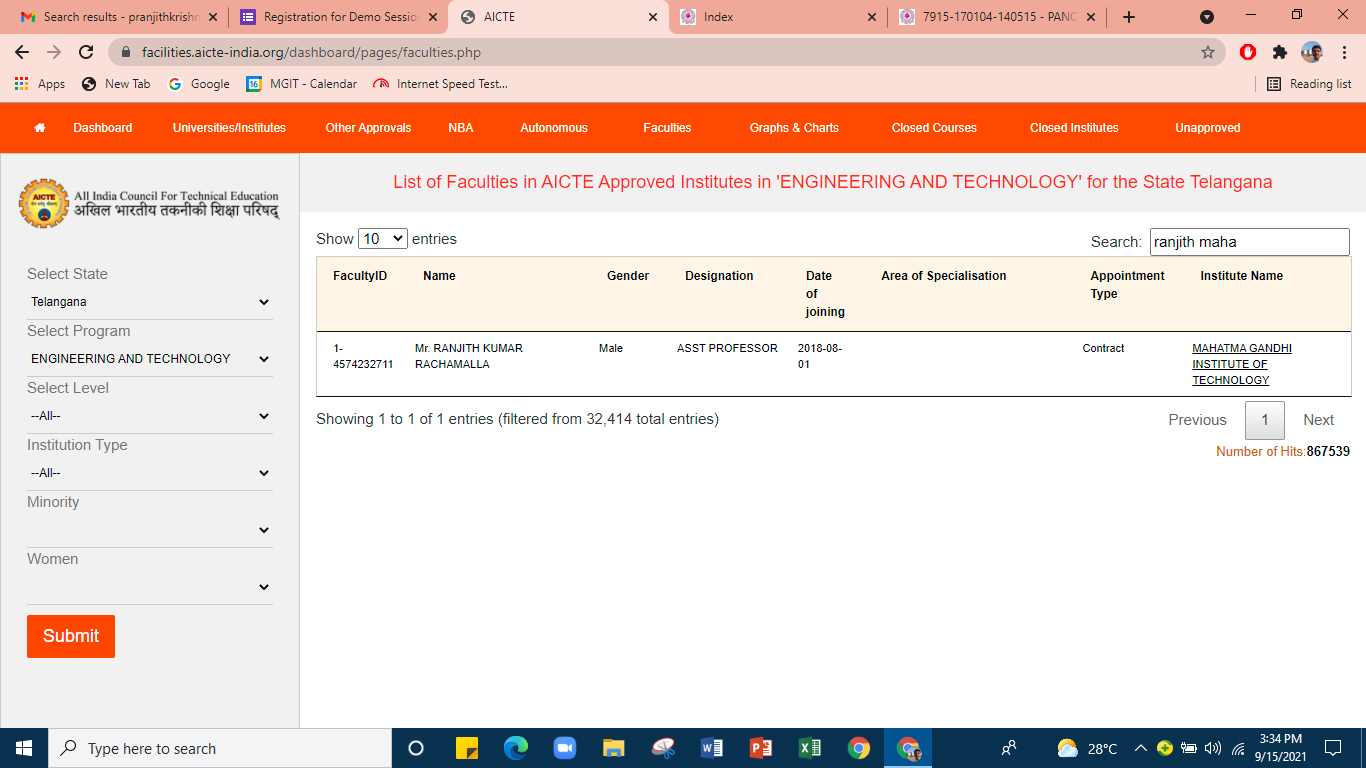 Search results - pranjithkrishn
Registration for Demo Sessio
AICTE
Index
7915-170104-140515 - PANC
facilities.aicte-india.org/dashboard/pages/faculties.php
Apps
New Tab
Google
16
MGIT - Calendar
Internet Speed Test...
Reading list
Dashboard
Universities/Institutes
Other Approvals
NBA
Autonomous
Faculties
Graphs & Charts
Closed Courses
Closed Institutes
Unapproved
AICTE
All India Council For Technical Education
अखिल भारतीय तकनीकी शिक्षा परिषद्
Select State
Telangana
Select Program
ENGINEERING AND TECHNOLOGY
Select Level
--All--
Institution Type
--All--
Minority
Women
Submit
List of Faculties in AICTE Approved Institutes in 'ENGINEERING AND TECHNOLOGY' for the State Telangana
Show 10 entries
Search: ranjith maha
FacultyID Name Gender Designation Date of joining Area of Specialisation Appointment Type Institute Name
1-4574232711 Mr. RANJITH KUMAR RACHAMALLA Male ASST PROFESSOR 2018-08-01 Contract MAHATMA GANDHI INSTITUTE OF TECHNOLOGY
Showing 1 to 1 of 1 entries (filtered from 32,414 total entries)
Previous 1 Next
Number of Hits:867539
Type here to search
28°C
3:34 PM
9/15/2021